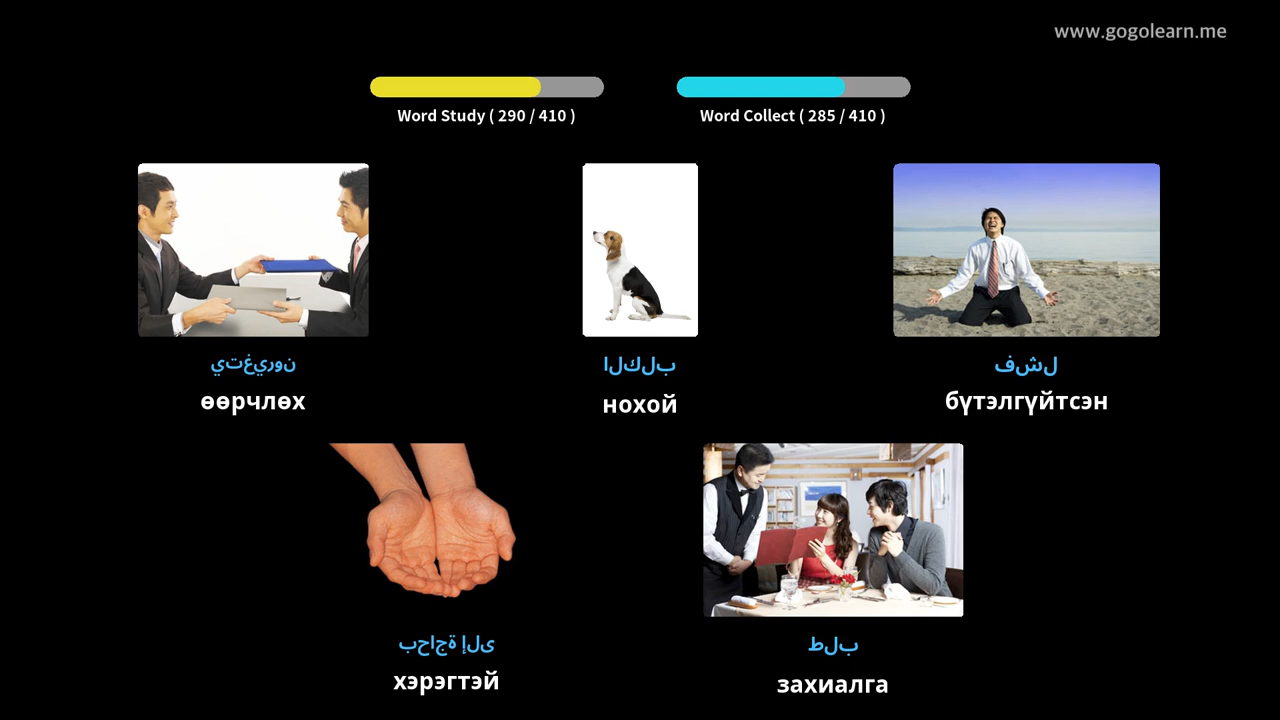 www.gogolearn.me
Word Study ( 290 / 410 )
Word Collect ( 285 / 410 )
يتغيرون
өөрчлөх
الكلب
нохой
فشل
бүтэлгүйтсэн
بحاجة إلى
хэрэгтэй
طلب
захиалга